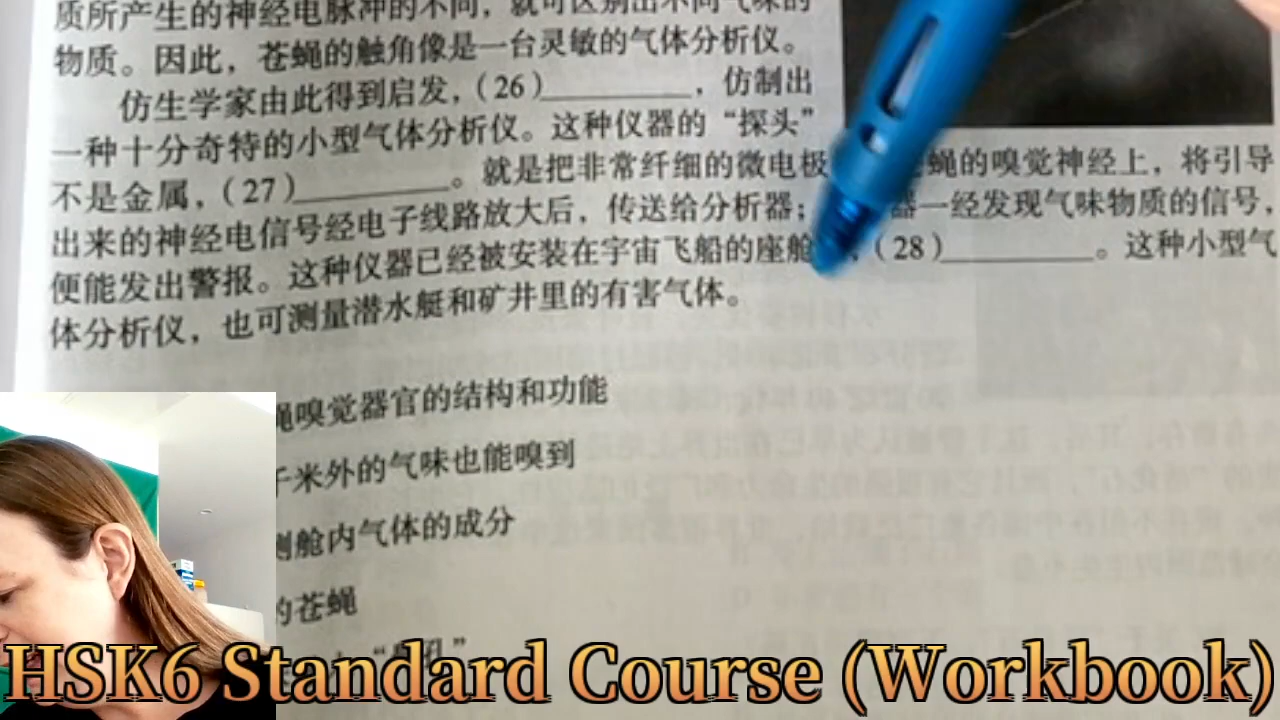 质所产生的神经电脉冲的不同，就可区别出不同气味的
物质。因此，苍蝇的触角像是一台灵敏的气体分析仪。
仿生学家由此得到启发，（26）__________，仿制出
一种十分奇特的小型气体分析仪。这种仪器的“探头”
不是金属，（27）__________。就是把非常纤细的微电极 蝇的嗅觉神经上，将引导
出来的神经电信号经电子线路放大后，传送给分析器； 器一经发现气味物质的信号，
便能发出警报。这种仪器已经被安装在宇宙飞船的座舱 ，（28）__________。这种小型气
体分析仪，也可测量潜水艇和矿井里的有害气体。
蝇嗅觉器官的结构和功能
千米外的气味也能嗅到
测舱内气体的成分
的苍蝇
HSK6 Standard Course (Workbook)